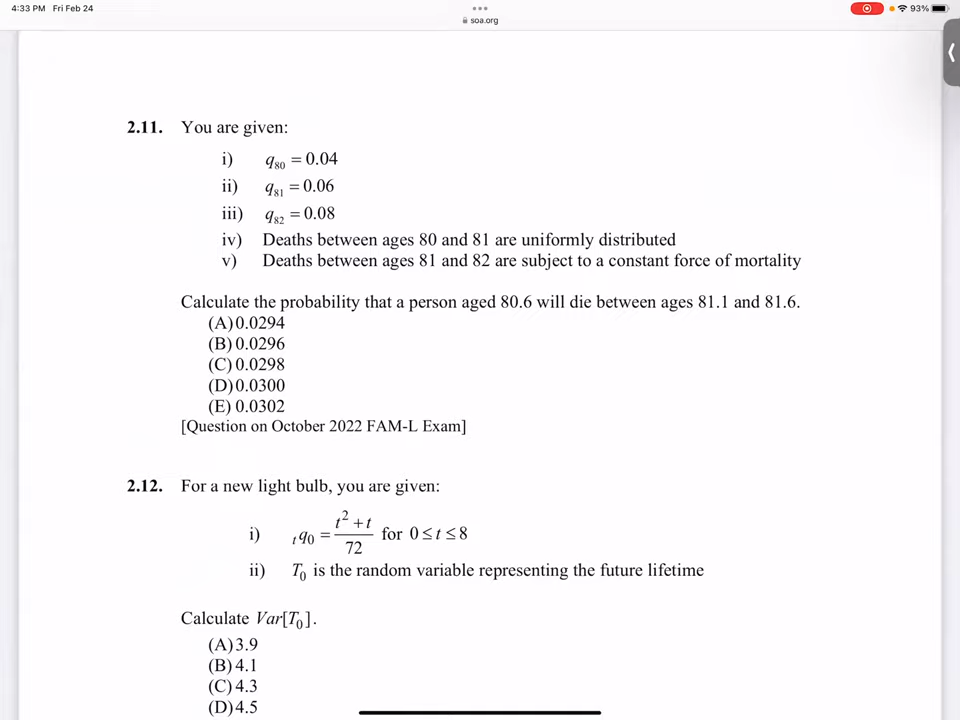 4:33 PM Fri Feb 24
soa.org
93%
2.11. You are given:
i) q₈₀ = 0.04
ii) q₈₁ = 0.06
iii) q₈₂ = 0.08
iv) Deaths between ages 80 and 81 are uniformly distributed
v) Deaths between ages 81 and 82 are subject to a constant force of mortality
Calculate the probability that a person aged 80.6 will die between ages 81.1 and 81.6.
(A) 0.0294
(B) 0.0296
(C) 0.0298
(D) 0.0300
(E) 0.0302
[Question on October 2022 FAM-L Exam]
2.12. For a new light bulb, you are given:
i) ₜq₀ = (t² + t)/72 for 0 ≤ t ≤ 8
ii) T₀ is the random variable representing the future lifetime
Calculate Var[T₀].
(A) 3.9
(B) 4.1
(C) 4.3
(D) 4.5